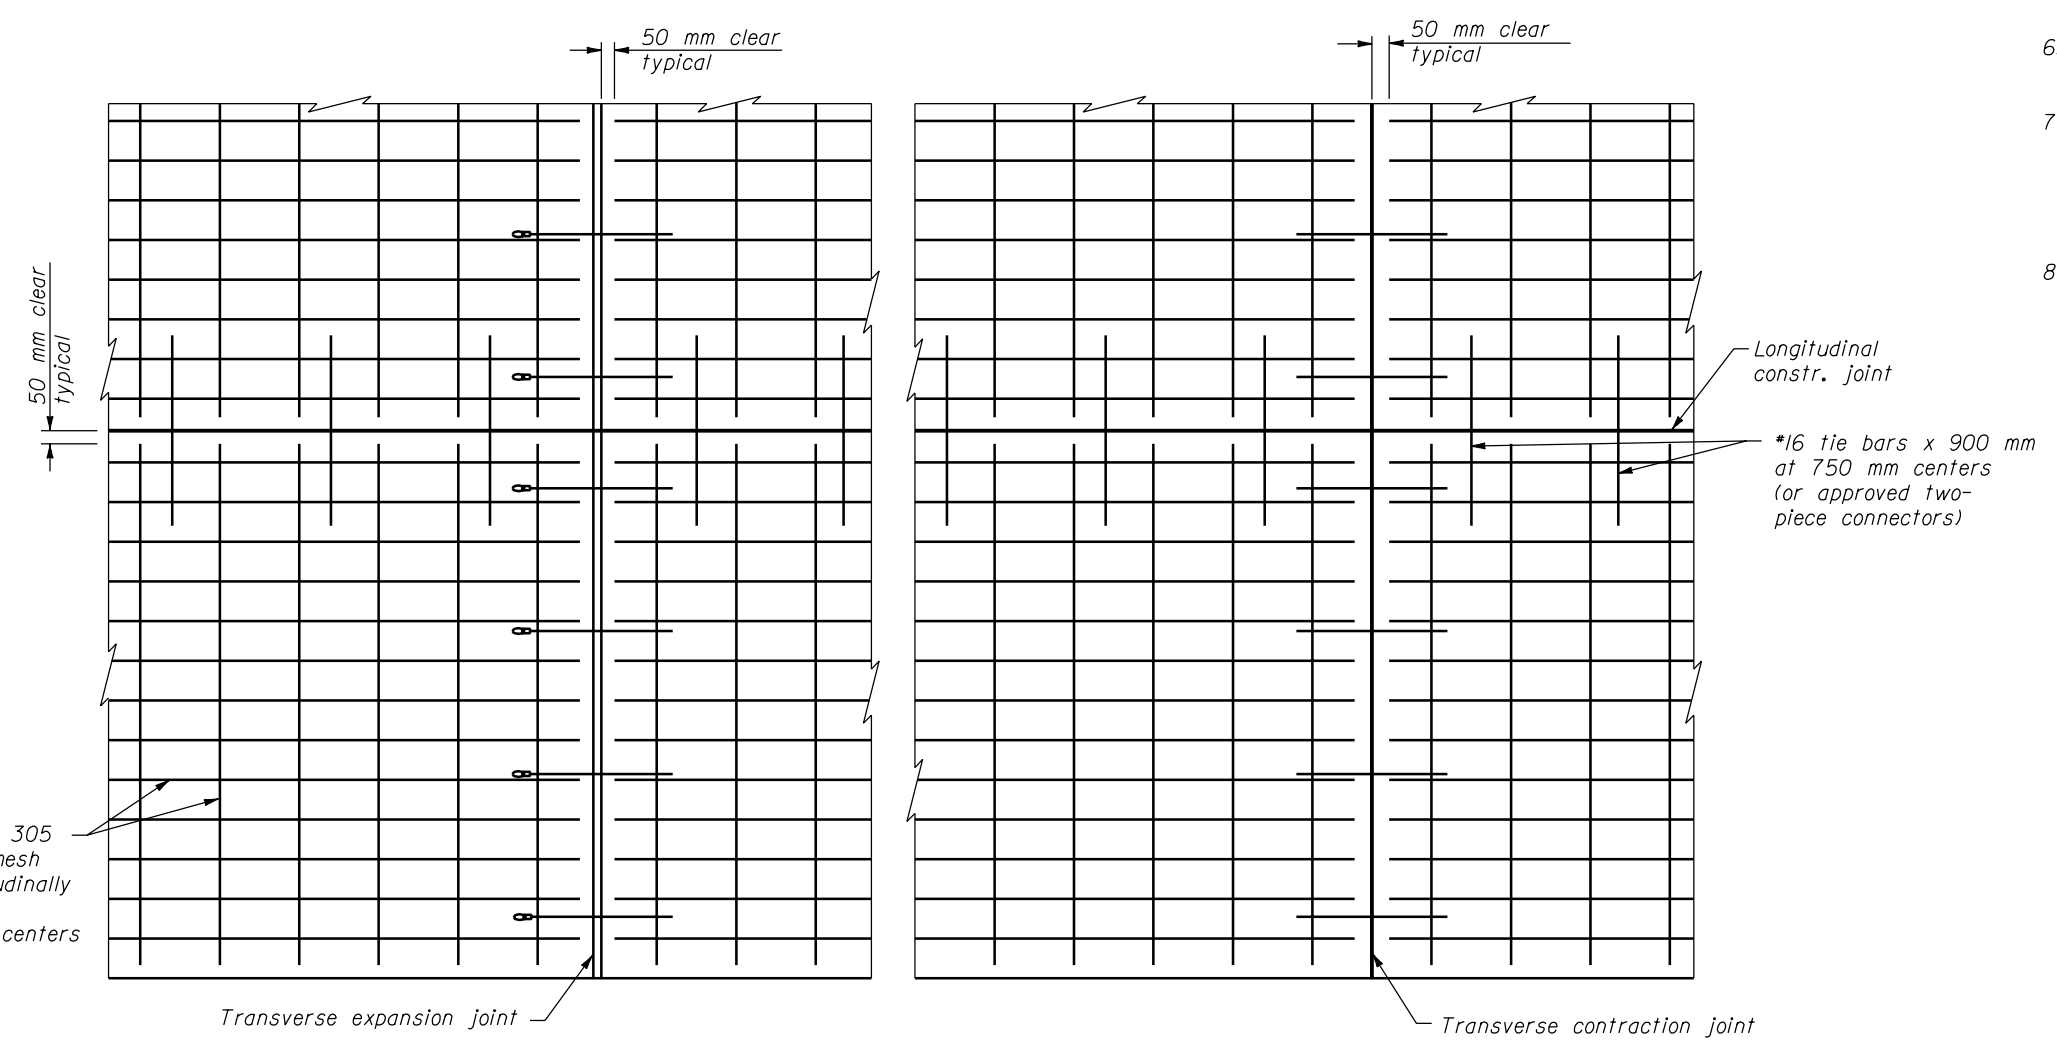 50 mm clear
typical
50 mm clear
typical
6
7
8
50 mm clear
typical
Longitudinal
constr. joint
#16 tie bars x 900 mm
at 750 mm centers
(or approved two-
piece connectors)
305
centers
Transverse expansion joint
Transverse contraction joint